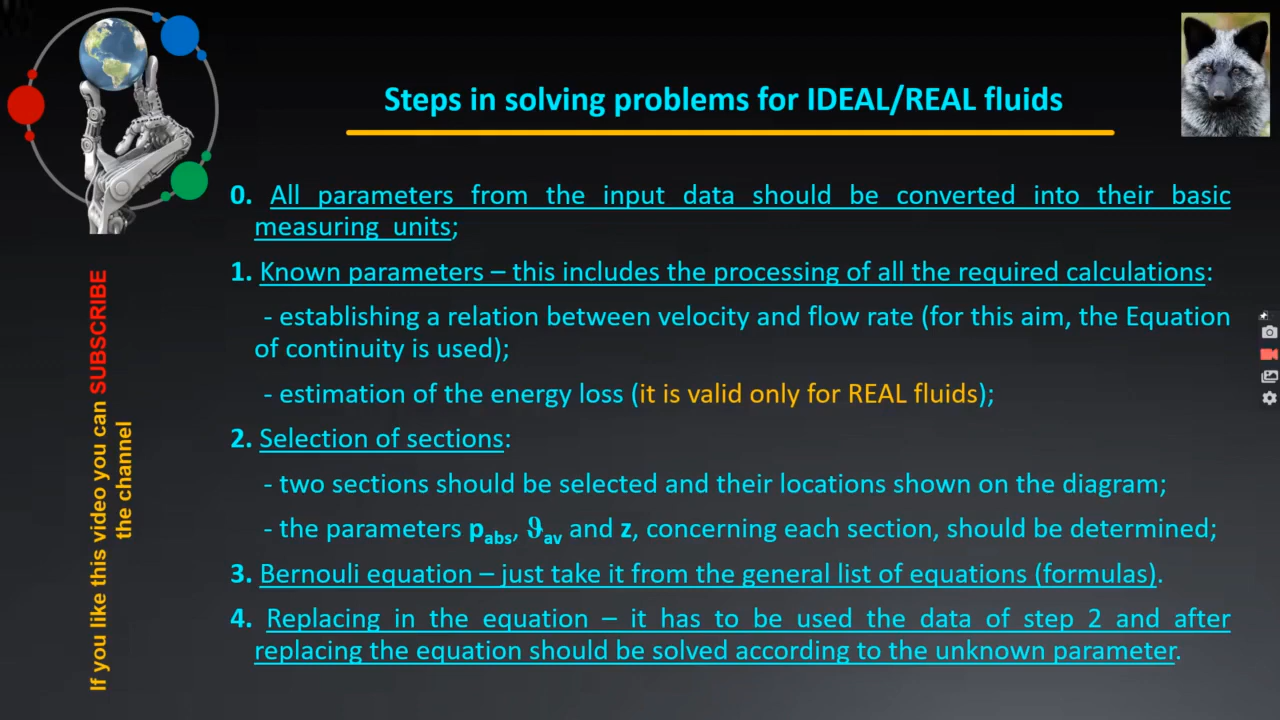 Steps in solving problems for IDEAL/REAL fluids
0. All parameters from the input data should be converted into their basic
measuring units;
1. Known parameters – this includes the processing of all the required calculations:
- establishing a relation between velocity and flow rate (for this aim, the Equation
of continuity is used);
- estimation of the energy loss (it is valid only for REAL fluids);
2. Selection of sections:
- two sections should be selected and their locations shown on the diagram;
- the parameters pabs, ϑav and z, concerning each section, should be determined;
3. Bernouli equation – just take it from the general list of equations (formulas).
4. Replacing in the equation – it has to be used the data of step 2 and after
replacing the equation should be solved according to the unknown parameter.
If you like this video you can SUBSCRIBE
the channel